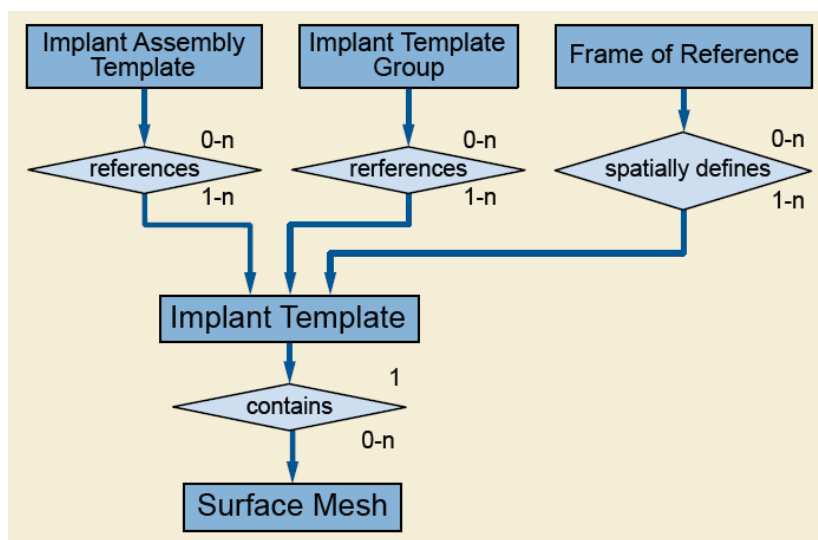 Implant Assembly
Template
Implant Template
Group
Frame of Reference
0-n
references
1-n
0-n
rerferences
1-n
0-n
spatially defines
1-n
Implant Template
1
contains
0-n
Surface Mesh